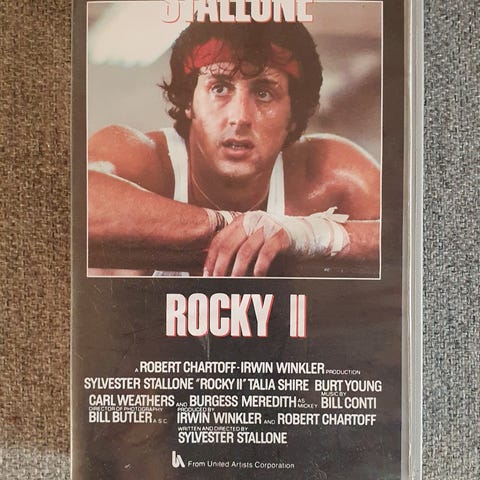 STALLONE
ROCKY II
A ROBERT CHARTOFF-IRWIN WINKLER PRODUCTION
SYLVESTER STALLONE "ROCKY II" TALIA SHIRE BURT YOUNG
CARL WEATHERS AND BURGESS MEREDITH AS MICKEY MUSIC BY BILL CONTI
DIRECTOR OF PHOTOGRAPHY BILL BUTLER A.S.C. PRODUCED BY IRWIN WINKLER AND ROBERT CHARTOFF
WRITTEN AND DIRECTED BY SYLVESTER STALLONE
UA From United Artists Corporation